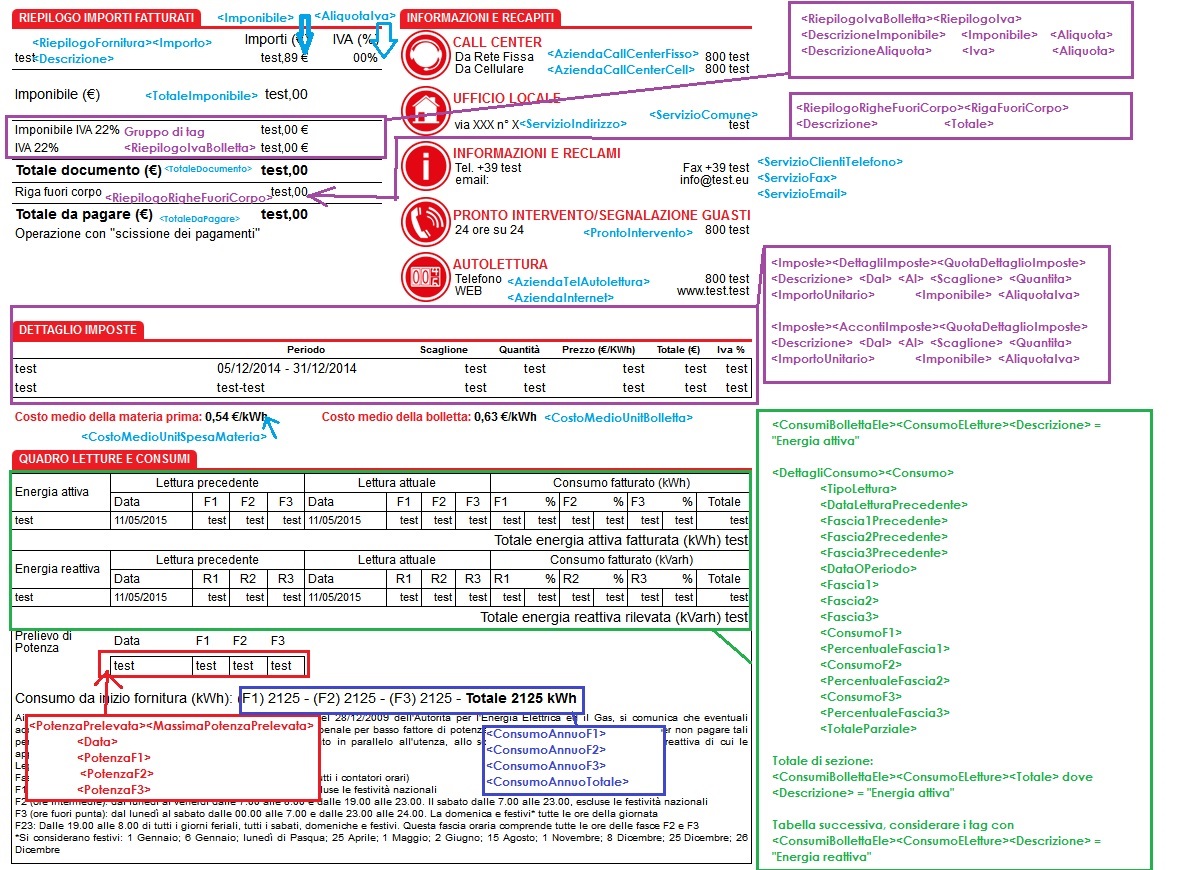 RIEPILOGO IMPORTI FATTURATI
<Imponibile>
<AliquotaIva>
Importi (€)
IVA (%)
<RiepilogoFornitura><Importo>
test <Descrizione>
test,89 €
00%
Imponibile (€) <TotaleImponibile> test,00
Imponibile IVA 22% Gruppo di tag test,00 €
IVA 22% <RiepilogoIvaBolletta> test,00 €
Totale documento (€) <TotaleDocumento> test,00
Riga fuori corpo <RiepilogoRigheFuoriCorpo> test,00
Totale da pagare (€) <TotaleDaPagare> test,00
Operazione con "scissione dei pagamenti"
INFORMAZIONI E RECAPITI
CALL CENTER
Da Rete Fissa <AziendaCallCenterFisso> 800 test
Da Cellulare <AziendaCallCenterCell> 800 test
UFFICIO LOCALE
<ServizioComune>
via XXX n° X <ServizioIndirizzo> test
INFORMAZIONI E RECLAMI
Tel. +39 test Fax +39 test
email: info@test.eu
<ServizioClientiTelefono>
<ServizioFax>
<ServizioEmail>
PRONTO INTERVENTO/SEGNALAZIONE GUASTI
24 ore su 24 <ProntoIntervento> 800 test
AUTOLETTURA
Telefono <AziendaTelAutolettura> 800 test
WEB <AziendaInternet> www.test.test
<RiepilogoIvaBolletta><RiepilogoIva>
<DescrizioneImponibile> <Imponibile> <Aliquota>
<DescrizioneAliquota> <Iva> <Aliquota>
<RiepilogoRigheFuoriCorpo><RigaFuoriCorpo>
<Descrizione> <Totale>
<Imposte><DettagliImposte><QuotaDettaglioImposte>
<Descrizione> <Dal> <Al> <Scaglione> <Quantita>
<ImportoUnitario> <Imponibile> <AliquotaIva>
<Imposte><AccontiImposte><QuotaDettaglioImposte>
<Descrizione> <Dal> <Al> <Scaglione> <Quantita>
<ImportoUnitario> <Imponibile> <AliquotaIva>
DETTAGLIO IMPOSTE
Periodo Scaglione Quantità Prezzo (€/KWh) Totale (€) Iva %
test 05/12/2014 - 31/12/2014 test test test test test
test test-test test test test test test
Costo medio della materia prima: 0,54 €/kWh Costo medio della bolletta: 0,63 €/kWh <CostoMedioUnitBolletta>
<CostoMedioUnitSpesaMateria>
QUADRO LETTURE E CONSUMI
Energia attiva Lettura precedente Lettura attuale Consumo fatturato (kWh)
Data F1 F2 F3 Data F1 F2 F3 F1 % F2 % F3 % Totale
test 11/05/2015 test test test 11/05/2015 test test test test test test test test test test
Totale energia attiva fatturata (kWh) test
Energia reattiva Lettura precedente Lettura attuale Consumo fatturato (kVarh)
Data R1 R2 R3 Data R1 R2 R3 R1 % R2 % R3 % Totale
test 11/05/2015 test test test 11/05/2015 test test test test test test test test test test
Totale energia reattiva rilevata (kVarh) test
Prelievo di
Potenza
Data F1 F2 F3
test test test test
Consumo da inizio fornitura (kWh): (F1) 2125 - (F2) 2125 - (F3) 2125 - Totale 2125 kWh
<PotenzaPrelevata><MassimaPotenzaPrelevata>
<Data>
<PotenzaF1>
<PotenzaF2>
<PotenzaF3>
<ConsumoAnnuoF1>
<ConsumoAnnuoF2>
<ConsumoAnnuoF3>
<ConsumoAnnuoTotale>
28/12/2009 dell'Autorità per l'Energia Elettrica e il Gas, si comunica che eventuali
penale per basso fattore di potenza non pagare tali
in parallelo all'utenza, allo reattiva di cui le
tutti i contatori orari)
F1 escluse le festività nazionali
F2 (ore intermedie): dal lunedì al venerdì dalle 7.00 alle 8.00 e dalle 19.00 alle 23.00. Il sabato dalle 7.00 alle 23.00, escluse le festività nazionali
F3 (ore fuori punta): dal lunedì al sabato dalle 00.00 alle 7.00 e dalle 23.00 alle 24.00. La domenica e festivi* tutte le ore della giornata
F23: Dalle 19.00 alle 8.00 di tutti i giorni feriali, tutti i sabati, domeniche e festivi. Questa fascia oraria comprende tutte le ore delle fasce F2 e F3
*Si considerano festivi: 1 Gennaio; 6 Gennaio; lunedì di Pasqua; 25 Aprile; 1 Maggio; 2 Giugno; 15 Agosto; 1 Novembre; 8 Dicembre; 25 Dicembre; 26
Dicembre
<ConsumiBollettaEle><ConsumoELetture><Descrizione> =
"Energia attiva"
<DettagliConsumo><Consumo>
<TipoLettura>
<DataLetturaPrecedente>
<Fascia1Precedente>
<Fascia2Precedente>
<Fascia3Precedente>
<DataOPeriodo>
<Fascia1>
<Fascia2>
<Fascia3>
<ConsumoF1>
<PercentualeFascia1>
<ConsumoF2>
<PercentualeFascia2>
<ConsumoF3>
<PercentualeFascia3>
<TotaleParziale>
Totale di sezione:
<ConsumiBollettaEle><ConsumoELetture><Totale> dove
<Descrizione> = "Energia attiva"
Tabella successiva, considerare i tag con
<ConsumiBollettaEle><ConsumoELetture><Descrizione> =
"Energia reattiva"